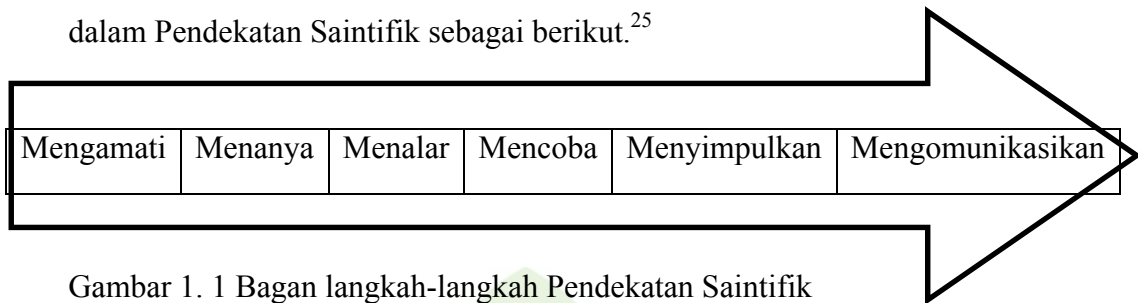 dalam Pendekatan Saintifik sebagai berikut.25
Mengamati Menanya Menalar Mencoba Menyimpulkan Mengomunikasikan
Gambar 1. 1 Bagan langkah-langkah Pendekatan Saintifik